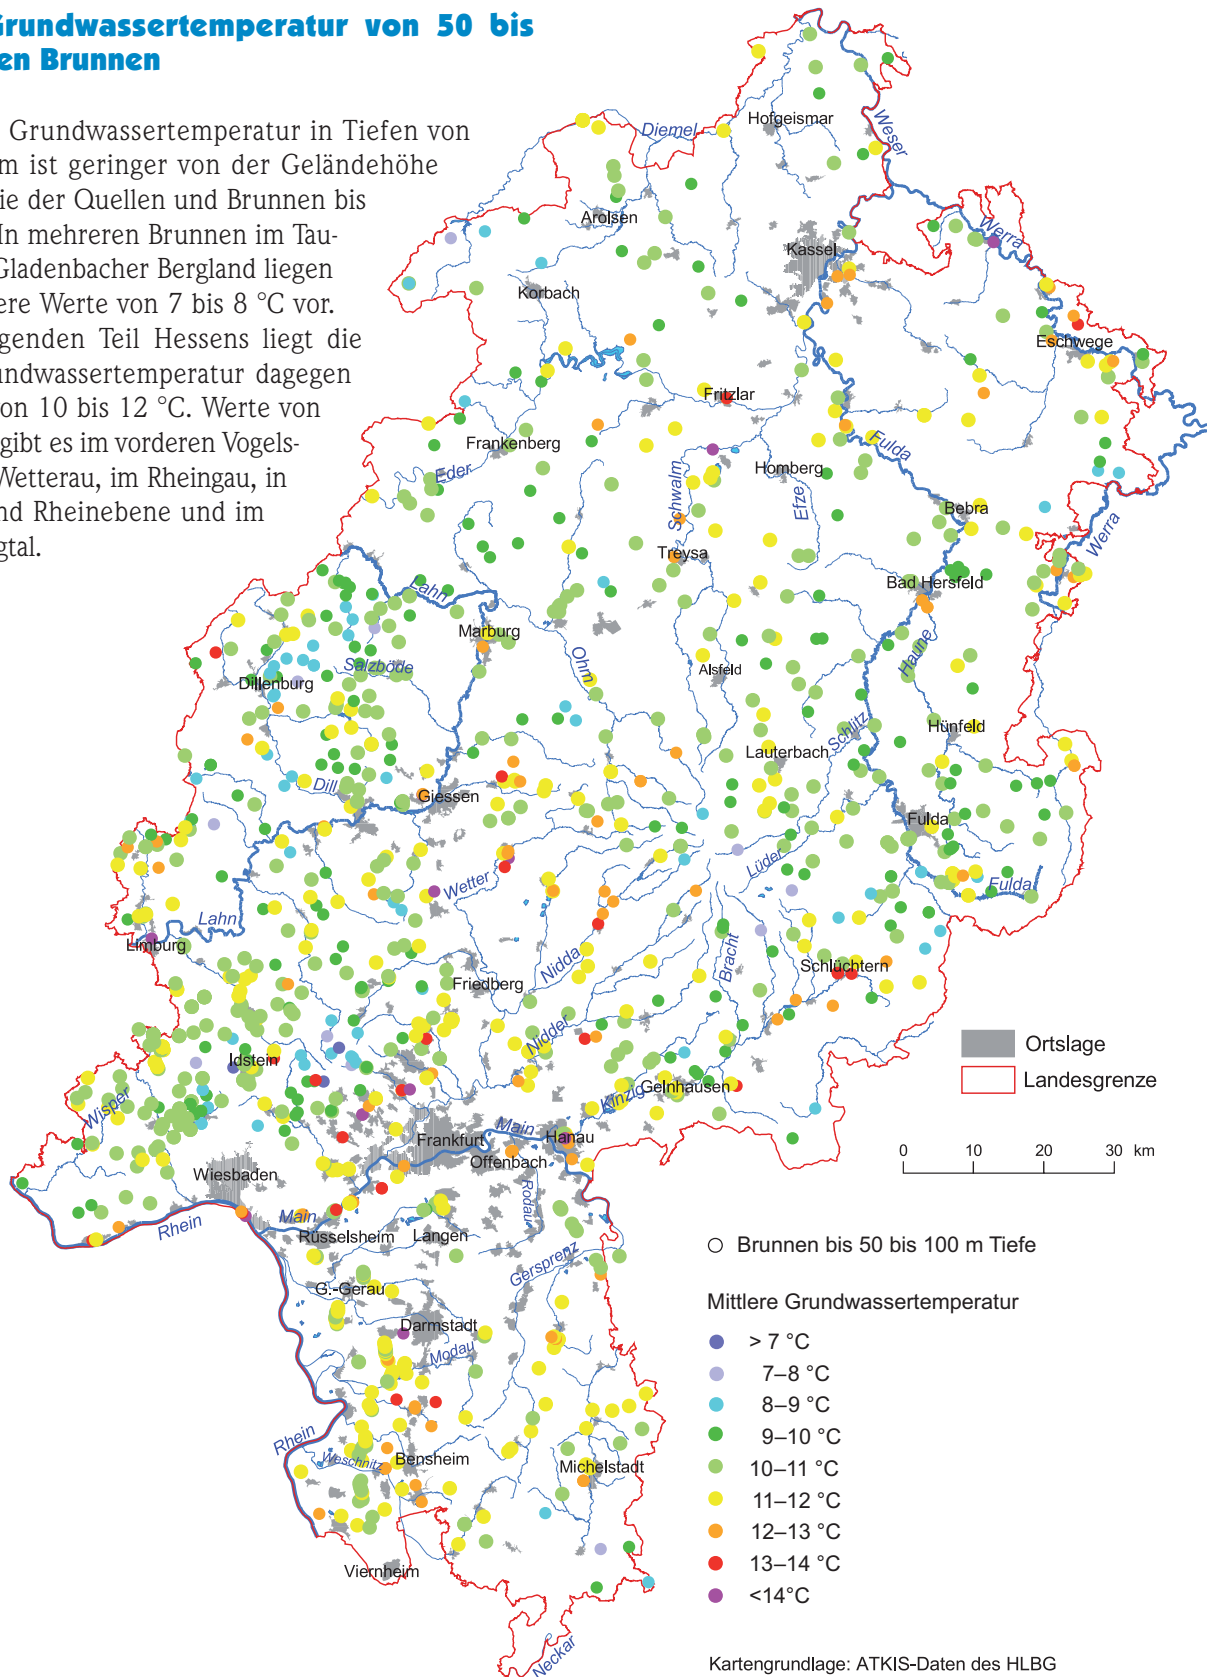 Grundwassertemperatur von 50 bis
en Brunnen
Grundwassertemperatur in Tiefen von
m ist geringer von der Geländehöhe
ie der Quellen und Brunnen bis
In mehreren Brunnen im Tau-
Gladenbacher Bergland liegen
ere Werte von 7 bis 8 °C vor.
genden Teil Hessens liegt die
undwassertemperatur dagegen
on 10 bis 12 °C. Werte von
gibt es im vorderen Vogels-
Wetterau, im Rheingau, in
nd Rheinebene und im
gtal.
Hofgeismar
Diemel
Weser
Arolsen
Kassel
Werra
Korbach
Eschwege
Fritzlar
Frankenberg
Eder
Schwalm
Homberg
Efze
Fulda
Bebra
Werra
Treysa
Bad Hersfeld
Lahn
Marburg
Ohm
Haune
Salzböde
Dillenburg
Alsfeld
Lauterbach
Schlitz
Hünfeld
Dill
Giessen
Fulda
Lüder
Wetter
Fulda
Lahn
Limburg
Nidda
Bracht
Schlüchtern
Friedberg
Nidder
Idstein
Gelnhausen
Kinzig
Wisper
Frankfurt
Main
Hanau
Offenbach
Wiesbaden
Rodau
Rhein
Main
Rüsselsheim
Langen
Gersprenz
G.-Gerau
Darmstadt
Modau
Rhein
Weschnitz
Bensheim
Michelstadt
Viernheim
Neckar
Ortslage
Landesgrenze
0 10 20 30 km
Brunnen bis 50 bis 100 m Tiefe
Mittlere Grundwassertemperatur
> 7 °C
7–8 °C
8–9 °C
9–10 °C
10–11 °C
11–12 °C
12–13 °C
13–14 °C
<14°C
Kartengrundlage: ATKIS-Daten des HLBG